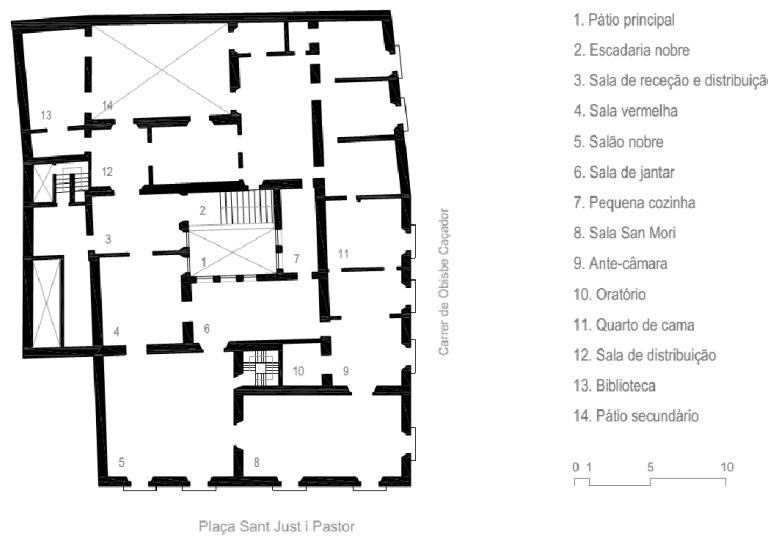 1. Pátio principal
2. Escadaria nobre
3. Sala de receção e distribuição
4. Sala vermelha
5. Salão nobre
6. Sala de jantar
7. Pequena cozinha
8. Sala San Mori
9. Ante-câmara
10. Oratório
11. Quarto de cama
12. Sala de distribuição
13. Biblioteca
14. Pátio secundário
0 1 5 10
13
14
12
2
3
1
7
11
4
6
10
9
5
8
Carrer de Obisbe Caçador
Plaça Sant Just i Pastor